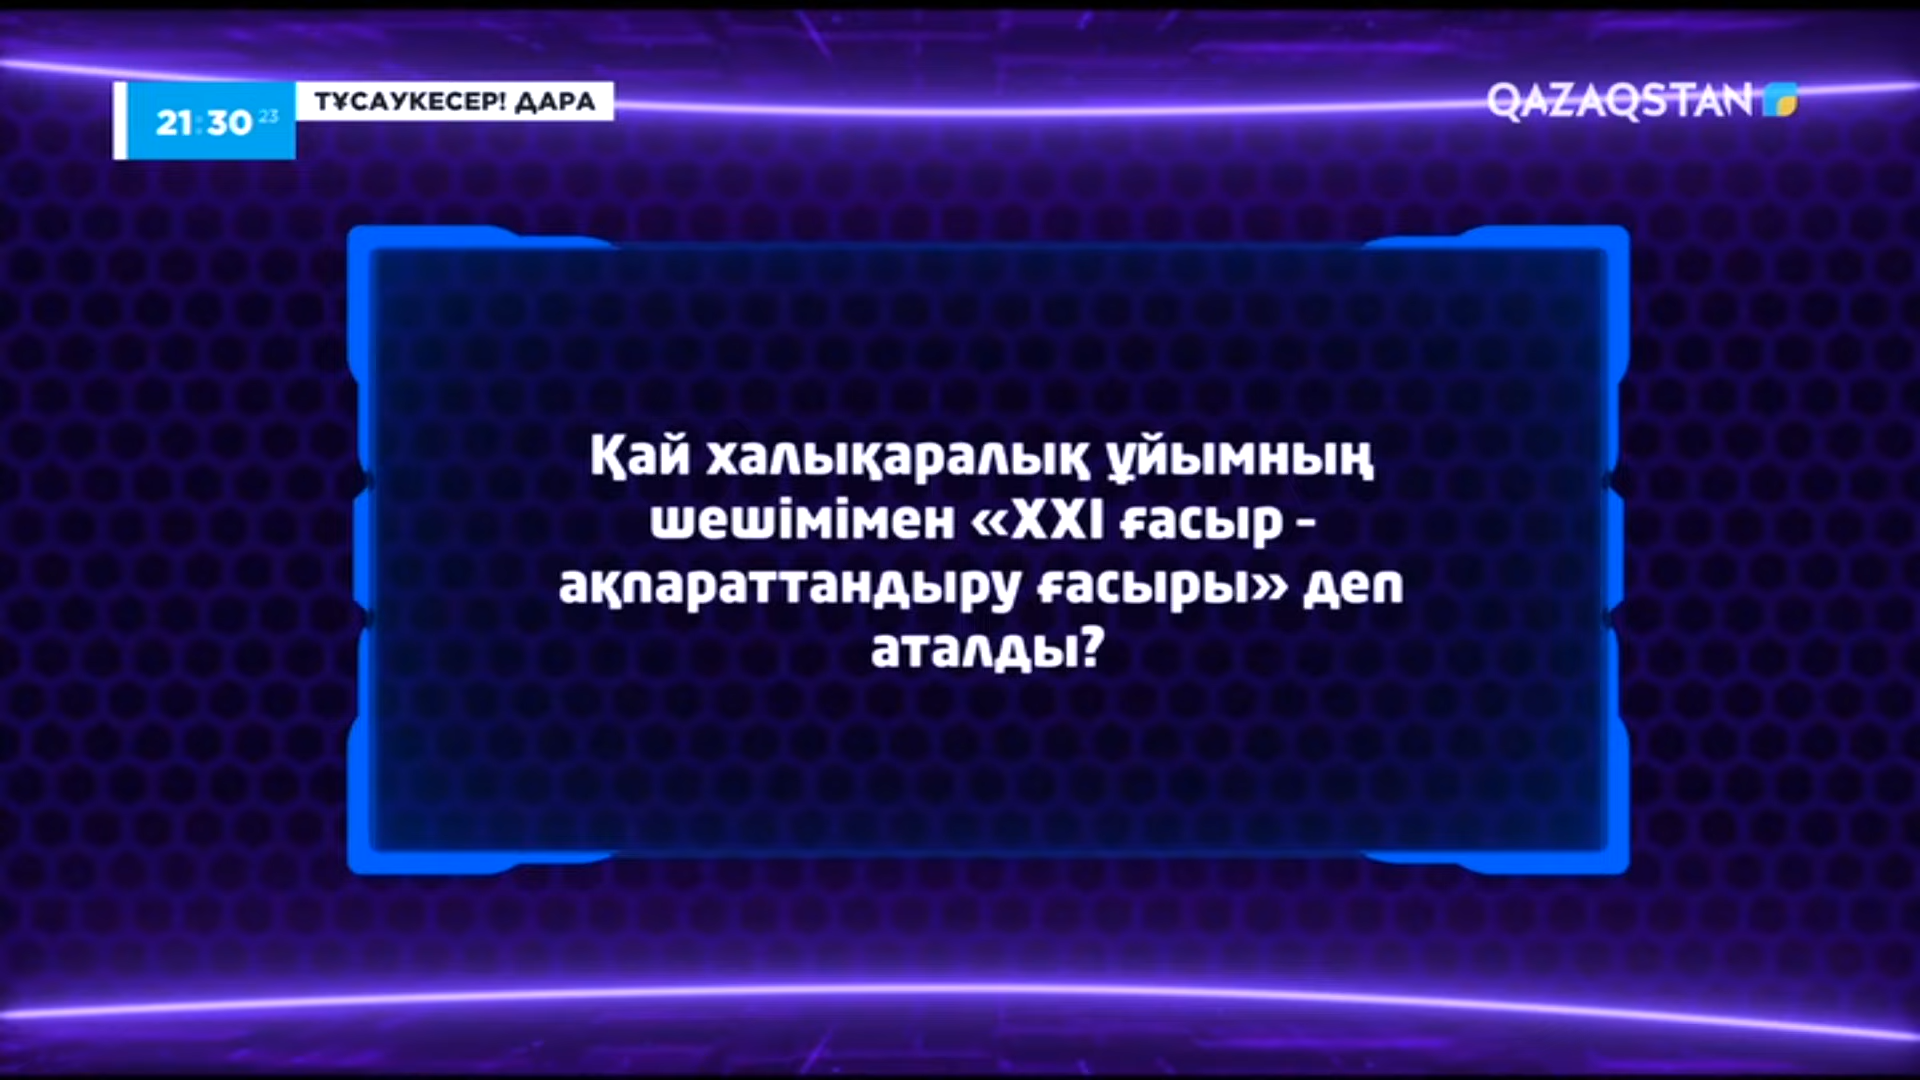 21:30 23
ТҰСАУКЕСЕР! ДАРА
QAZAQSTAN
Қай халықаралық ұйымның
шешімімен «XXI ғасыр -
ақпараттандыру ғасыры» деп
аталды?